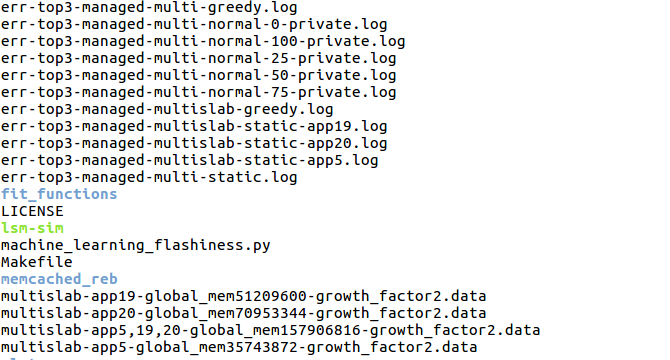 err-top3-managed-multi-greedy.log
err-top3-managed-multi-normal-0-private.log
err-top3-managed-multi-normal-100-private.log
err-top3-managed-multi-normal-25-private.log
err-top3-managed-multi-normal-50-private.log
err-top3-managed-multi-normal-75-private.log
err-top3-managed-multislab-greedy.log
err-top3-managed-multislab-static-app19.log
err-top3-managed-multislab-static-app20.log
err-top3-managed-multislab-static-app5.log
err-top3-managed-multi-static.log
fit_functions
LICENSE
lsm-sim
machine_learning_flashiness.py
Makefile
memcached_reb
multislab-app19-global_mem51209600-growth_factor2.data
multislab-app20-global_mem70953344-growth_factor2.data
multislab-app5,19,20-global_mem157906816-growth_factor2.data
multislab-app5-global_mem35743872-growth_factor2.data